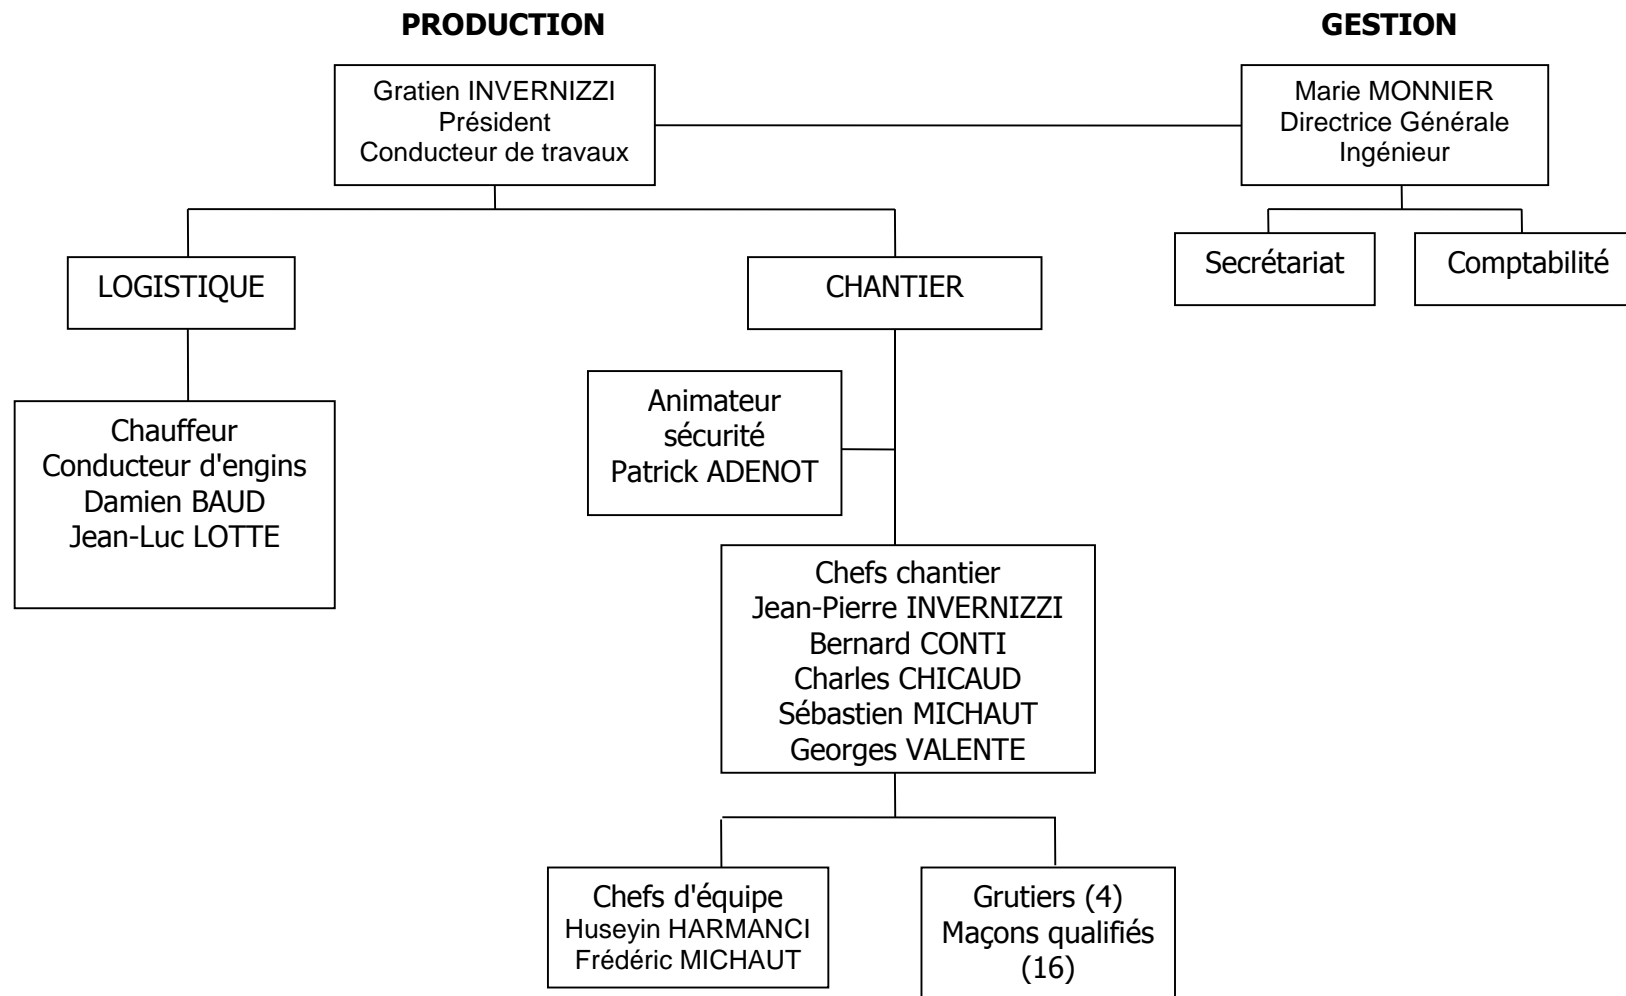 PRODUCTION
GESTION
Gratien INVERNIZZI
Président
Conducteur de travaux
Marie MONNIER
Directrice Générale
Ingénieur
LOGISTIQUE
CHANTIER
Secrétariat
Comptabilité
Animateur
sécurité
Patrick ADENOT
Chauffeur
Conducteur d'engins
Damien BAUD
Jean-Luc LOTTE
Chefs chantier
Jean-Pierre INVERNIZZI
Bernard CONTI
Charles CHICAUD
Sébastien MICHAUT
Georges VALENTE
Chefs d'équipe
Huseyin HARMANCI
Frédéric MICHAUT
Grutiers (4)
Maçons qualifiés
(16)